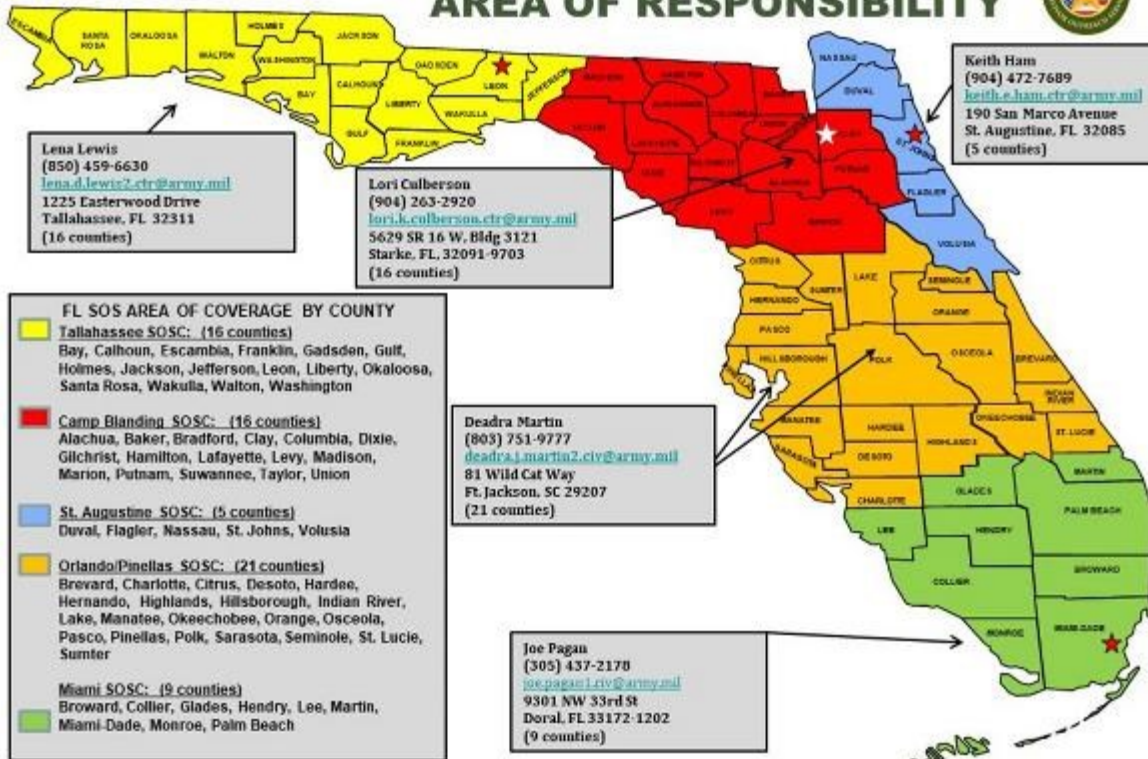 AREA OF RESPONSIBILITY
Keith Ham
(904) 472-7689
keith.e.ham.ctr@army.mil
190 San Marco Avenue
St. Augustine, FL 32085
(5 counties)
Lena Lewis
(850) 459-6630
lena.d.lewis2.ctr@army.mil
1225 Easterwood Drive
Tallahassee, FL 32311
(16 counties)
Lori Culberson
(904) 263-2920
lori.k.culberson.ctr@army.mil
5629 SR 16 W, Bldg 3121
Starke, FL, 32091-9703
(16 counties)
Deadra Martin
(803) 751-9777
deadra.j.martin2.civ@army.mil
81 Wild Cat Way
Ft. Jackson, SC 29207
(21 counties)
Joe Pagan
(305) 437-2178
joe.pagan1.civ@army.mil
9301 NW 33rd St
Doral, FL 33172-1202
(9 counties)
FL SOS AREA OF COVERAGE BY COUNTY
Tallahassee SOSC: (16 counties)
Bay, Calhoun, Escambia, Franklin, Gadsden, Gulf,
Holmes, Jackson, Jefferson, Leon, Liberty, Okaloosa,
Santa Rosa, Wakulla, Walton, Washington
Camp Blanding SOSC: (16 counties)
Alachua, Baker, Bradford, Clay, Columbia, Dixie,
Gilchrist, Hamilton, Lafayette, Levy, Madison,
Marion, Putnam, Suwannee, Taylor, Union
St. Augustine SOSC: (5 counties)
Duval, Flagler, Nassau, St. Johns, Volusia
Orlando/Pinellas SOSC: (21 counties)
Brevard, Charlotte, Citrus, Desoto, Hardee,
Hernando, Highlands, Hillsborough, Indian River,
Lake, Manatee, Okeechobee, Orange, Osceola,
Pasco, Pinellas, Polk, Sarasota, Seminole, St. Lucie,
Sumter
Miami SOSC: (9 counties)
Broward, Collier, Glades, Hendry, Lee, Martin,
Miami-Dade, Monroe, Palm Beach
ESCAMBIA
SANTA
ROSA
OKALOOSA
WALTON
HOLMES
WASHINGTON
BAY
JACKSON
CALHOUN
GULF
LIBERTY
FRANKLIN
GADSDEN
LEON
WAKULLA
JEFFERSON
NASSAU
DUVAL
ST. JOHNS
FLAGLER
VOLUSIA
CITRUS
HERNANDO
PASCO
SUMTER
LAKE
SEMINOLE
ORANGE
OSCEOLA
BREVARD
HILLSBOROUGH
POLK
INDIAN
RIVER
MANATEE
HARDEE
HIGHLANDS
OKEECHOBEE
ST. LUCIE
SARASOTA
DESOTO
CHARLOTTE
GLADES
MARTIN
LEE
HENDRY
PALM BEACH
COLLIER
BROWARD
MONROE
MIAMI-DADE